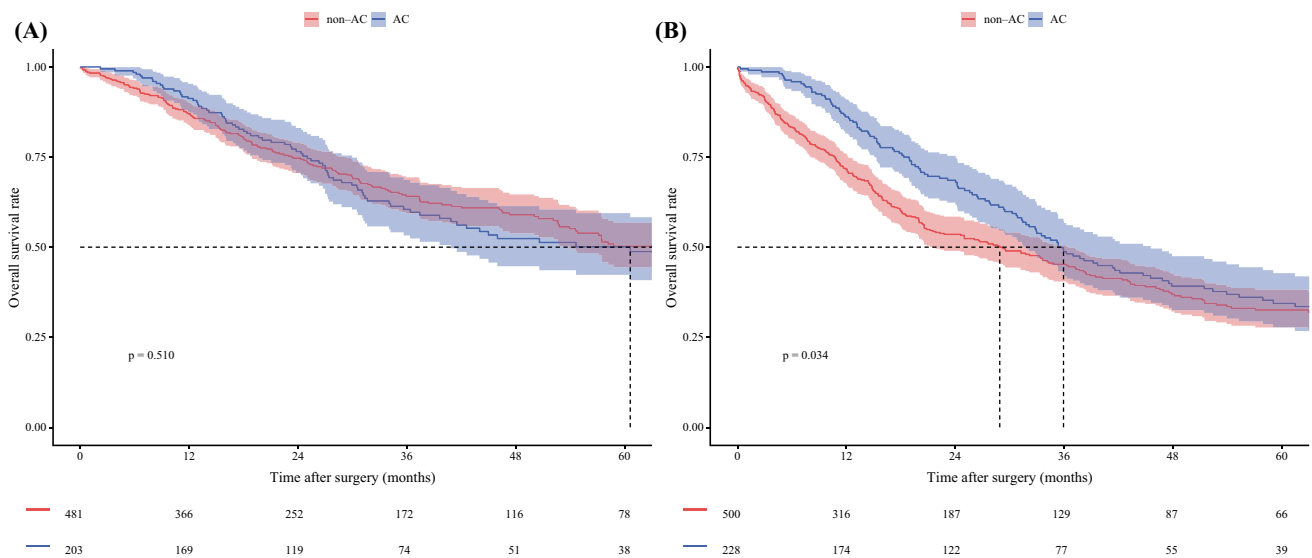 (A)
non–AC AC
1.00
0.75
0.50
0.25
0.00
Overall survival rate
p = 0.510
0 12 24 36 48 60
Time after surgery (months)
481 366 252 172 116 78
203 169 119 74 51 38
(B)
non–AC AC
1.00
0.75
0.50
0.25
0.00
Overall survival rate
p = 0.034
0 12 24 36 48 60
Time after surgery (months)
500 316 187 129 87 66
228 174 122 77 55 39